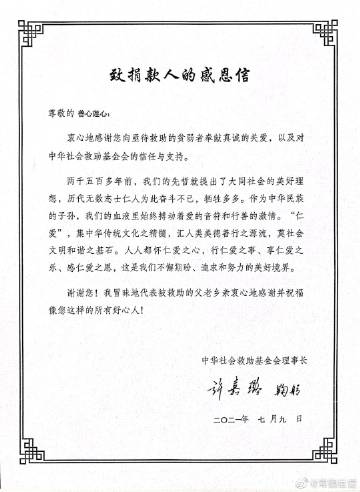 致捐款人的感恩信
尊敬的 善心遵心：
衷心地感谢您向亟待救助的贫弱者奉献真诚的关爱，以及对
中华社会救助基金会的信任与支持。
两千五百多年前，我们的先哲就提出了大同社会的美好理
想，历代无数志士仁人为此奋斗不已，牺牲多多。作为中华民族
的子孙，我们的血液里始终搏动着爱的音符和行善的激情。“仁
爱”，集中华传统文化之精髓，汇人类美德善行之源流，奠社会
文明和谐之基石。人人都怀仁爱之心、行仁爱之事、享仁爱之
乐、感仁爱之恩，这是我们不懈期盼、追求和努力的美好境界。
谢谢您！我冒昧地代表被救助的父老乡亲衷心地感谢并祝福
像您这样的所有好心人！
中华社会救助基金会理事长
许嘉璐 鞠躬
二〇二一年 七 月 九 日